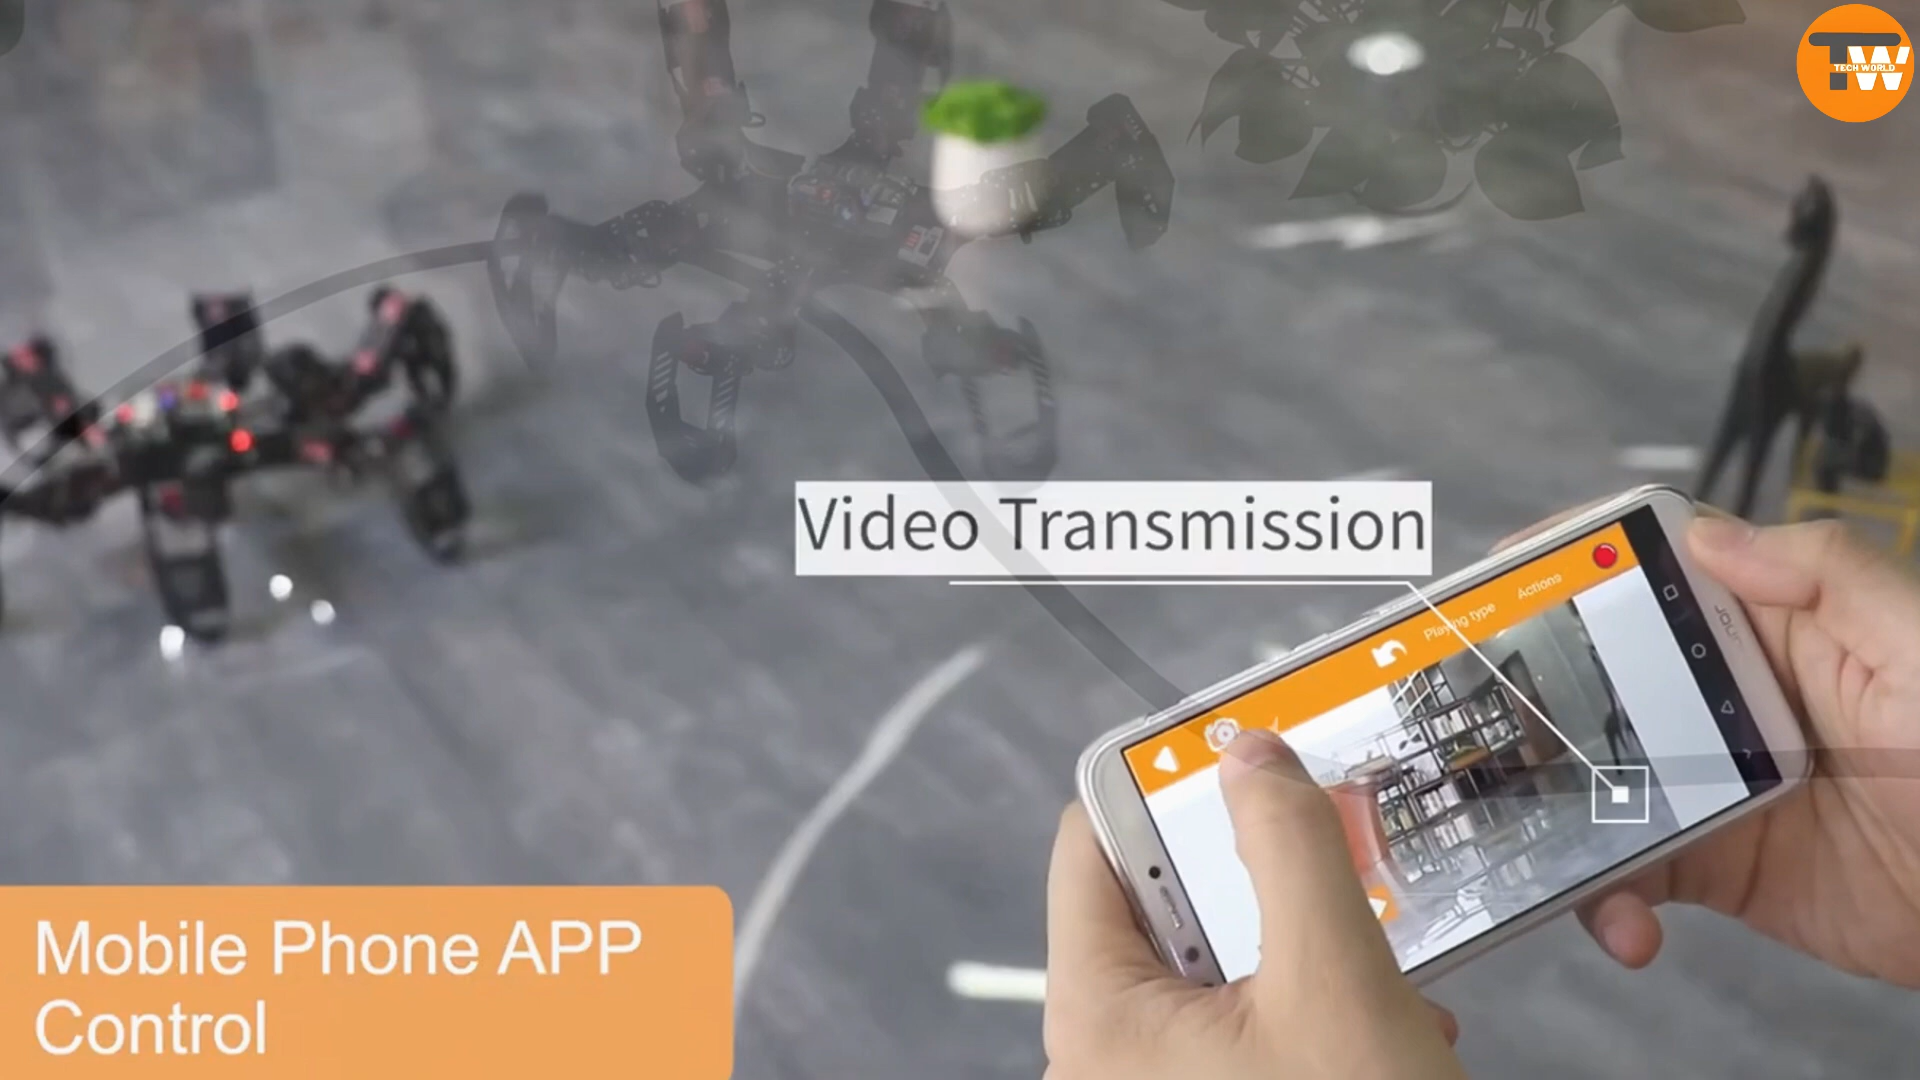 TW
TECH WORLD
Video Transmission
Playing type Actions
Mobile Phone APP
Control